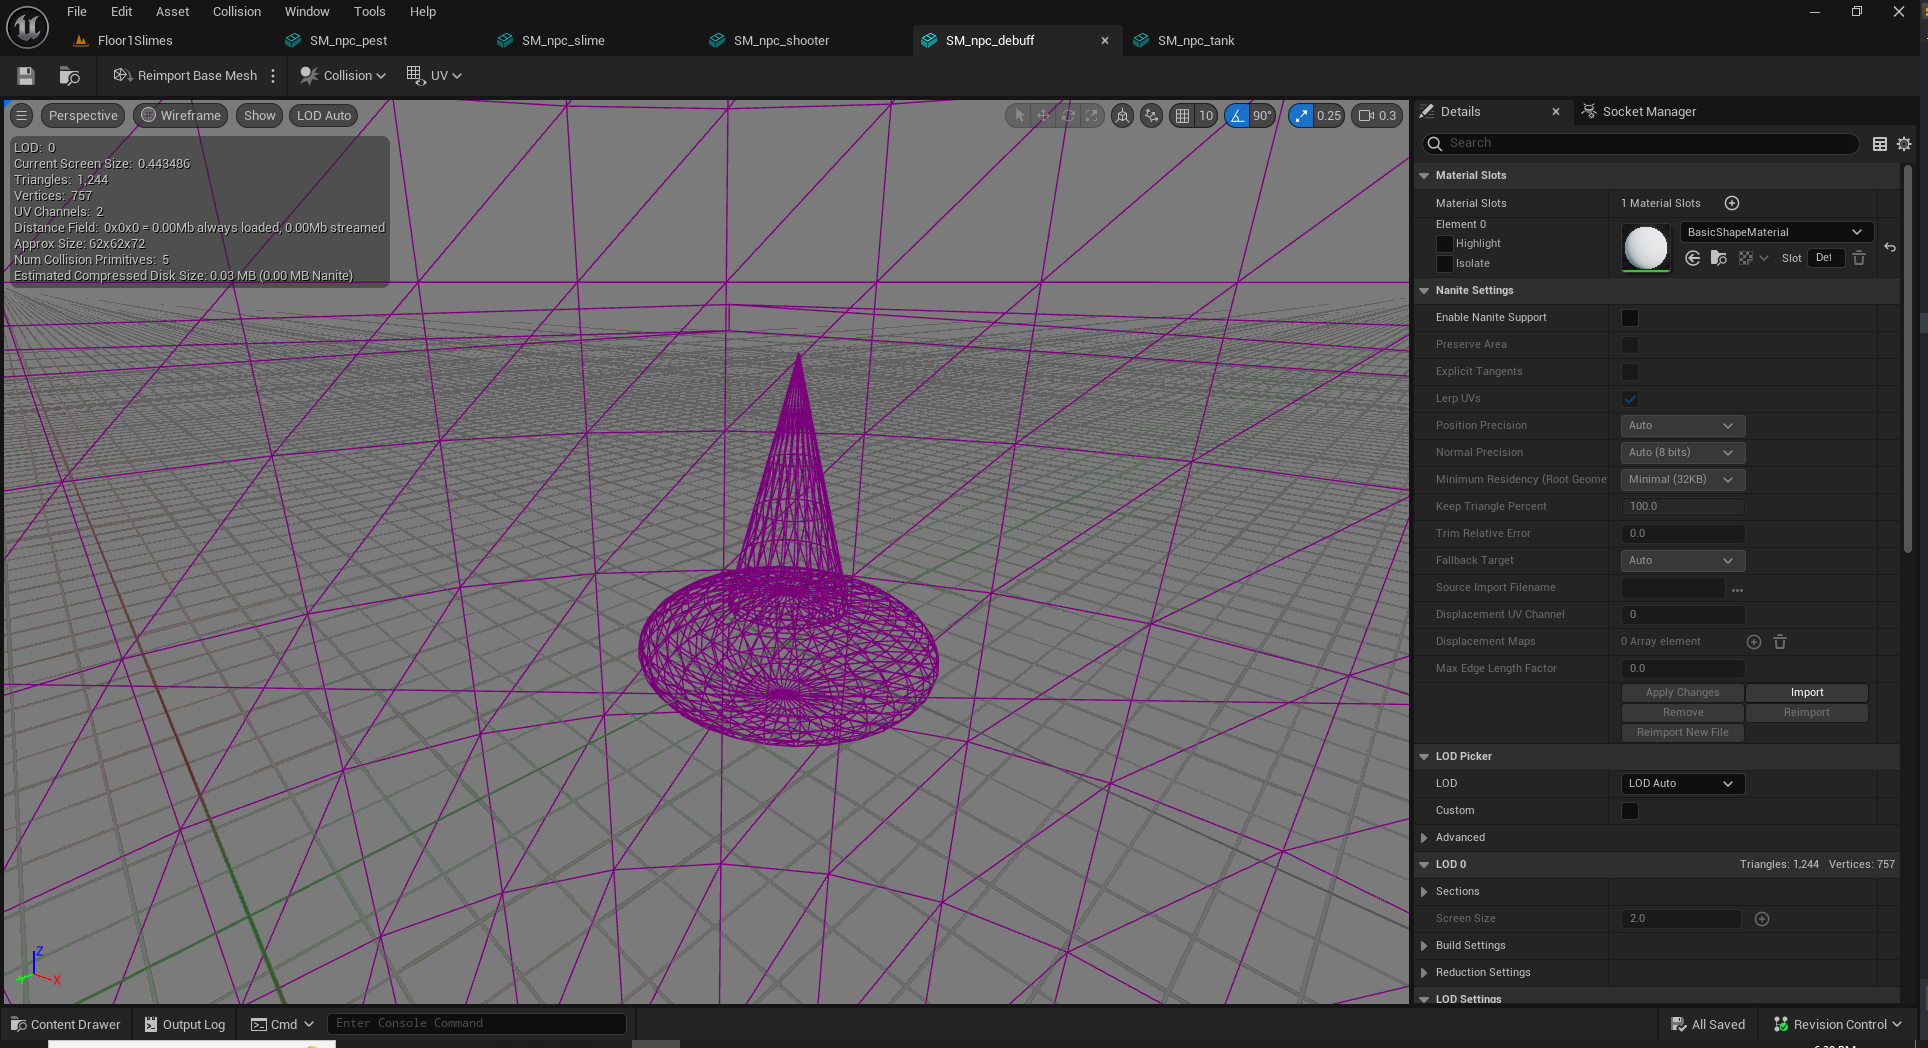 File Edit Asset Collision Window Tools Help
Floor1Slimes SM_npc_pest SM_npc_slime SM_npc_shooter SM_npc_debuff SM_npc_tank
Reimport Base Mesh Collision UV
Perspective Wireframe Show LOD Auto 10 90° 0.25 0.3
LOD: 0
Current Screen Size: 0.443486
Triangles: 1,244
Vertices: 757
UV Channels: 2
Distance Field: 0x0x0 = 0.00Mb always loaded, 0.00Mb streamed
Approx Size: 62x62x72
Num Collision Primitives: 5
Estimated Compressed Disk Size: 0.03 MB (0.00 MB Nanite)
Z
X
Details Socket Manager
Search
Material Slots
Material Slots 1 Material Slots
Element 0
Highlight
Isolate
BasicShapeMaterial
Slot Def
Nanite Settings
Enable Nanite Support
Preserve Area
Explicit Tangents
Lerp UVs
Position Precision Auto
Normal Precision Auto (8 bits)
Minimum Residency (Root Geome Minimal (32KB)
Keep Triangle Percent 100.0
Trim Relative Error 0.0
Fallback Target Auto
Source Import Filename ...
Displacement UV Channel 0
Displacement Maps 0 Array element
Max Edge Length Factor 0.0
Apply Changes Import
Remove Reimport
Reimport New File
LOD Picker
LOD LOD Auto
Custom
Advanced
LOD 0 Triangles: 1,244 Vertices: 757
Sections
Screen Size 2.0
Build Settings
Reduction Settings
LOD Settings
Content Drawer Output Log Cmd Enter Console Command All Saved Revision Control